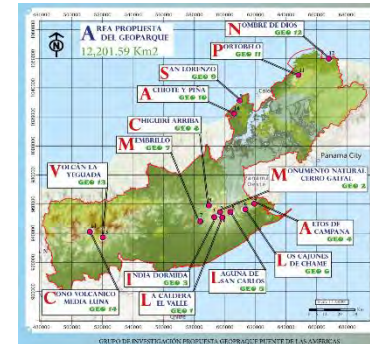 AREA PROPUESTA
DEL GEOPARQUE
12,201.59 Km2
NOMBRE DE DIOS
GEO 12
PORTOBELO
GEO 11
SAN LORENZO
GEO 9
ACHIOTE Y PIÑA
GEO 10
CHIGUIRÍ ARRIBA
MEMBRILLO
GEO 7
VOLCÁN LA
YEGUADA
GEO 13
Colón
Panama City
Panamá
Oeste
MONUMENTO NATURAL
CERRO GAITAL
GEO 2
ALTOS DE
CAMPANA
GEO 4
LOS CAJONES
DE CHAME
GEO 6
LAGUNA DE
SAN CARLOS
GEO 5
INDIA DORMIDA
GEO 3
LA CALDERA
EL VALLE
GEO 1
CONO VOLCÁNICO
MEDIA LUNA
GEO 14
GRUPO DE INVESTIGACIÓN PROPUESTA GEOPARQUE PUENTE DE LAS AMÉRICAS